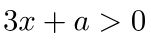 3x + a > 0